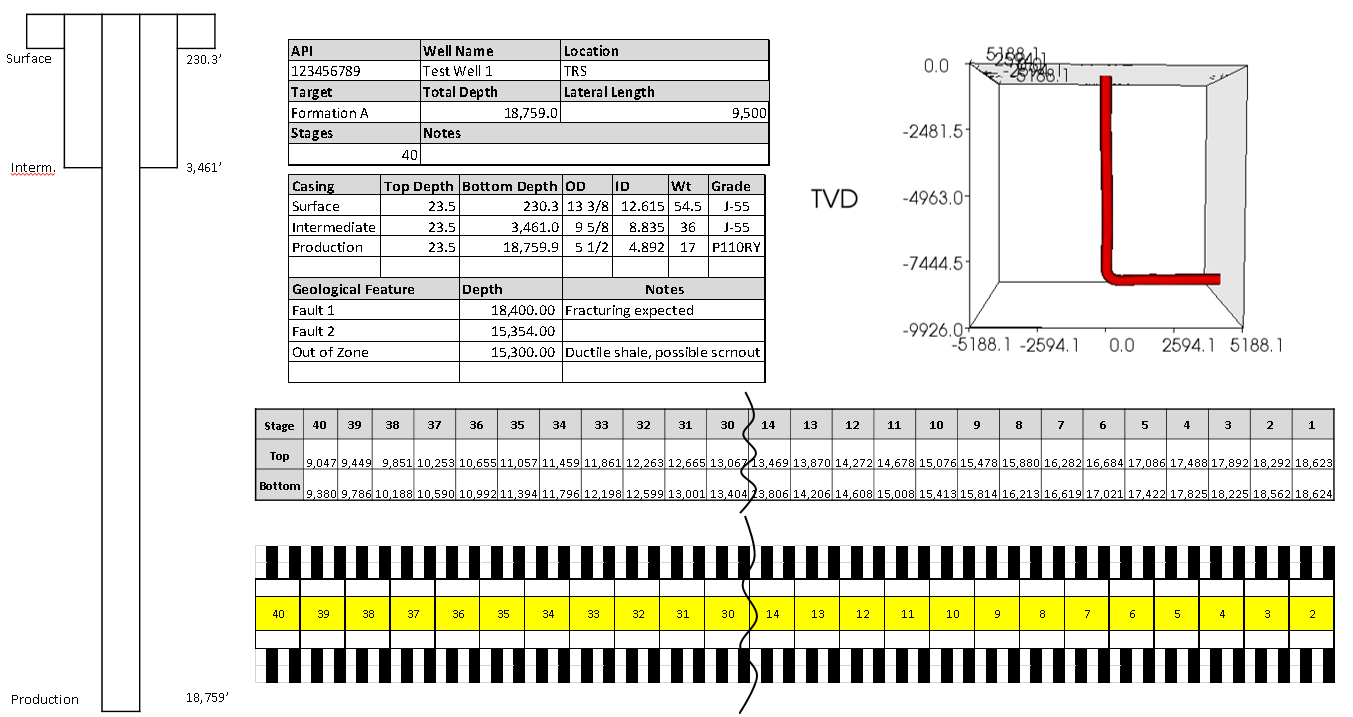 API Well Name Location
123456789 Test Well 1 TRS
Target Total Depth Lateral Length
Formation A 18,759.0 9,500
Stages Notes
40
Surface 230.3’
Interm. 3,461’
Production 18,759’
Casing Top Depth Bottom Depth OD ID Wt Grade
Surface 23.5 230.3 13 3/8 12.615 54.5 J-55
Intermediate 23.5 3,461.0 9 5/8 8.835 36 J-55
Production 23.5 18,759.9 5 1/2 4.892 17 P110RY
Geological Feature Depth Notes
Fault 1 18,400.00 Fracturing expected
Fault 2 15,354.00
Out of Zone 15,300.00 Ductile shale, possible scrnout
TVD
0.0
-2481.5
-4963.0
-7444.5
-9926.0
-5188.1 -2594.1 0.0 2594.1 5188.1
5188.1
Stage 40 39 38 37 36 35 34 33 32 31 30 14 13 12 11 10 9 8 7 6 5 4 3 2 1
Top 9,047 9,449 9,851 10,253 10,655 11,057 11,459 11,861 12,263 12,665 13,067 13,469 13,870 14,272 14,678 15,076 15,478 15,880 16,282 16,684 17,086 17,488 17,892 18,292 18,623
Bottom 9,380 9,786 10,188 10,590 10,992 11,394 11,796 12,198 12,599 13,001 13,404 13,806 14,206 14,608 15,008 15,413 15,814 16,213 16,619 17,021 17,422 17,825 18,225 18,562 18,624
40 39 38 37 36 35 34 33 32 31 30 14 13 12 11 10 9 8 7 6 5 4 3 2